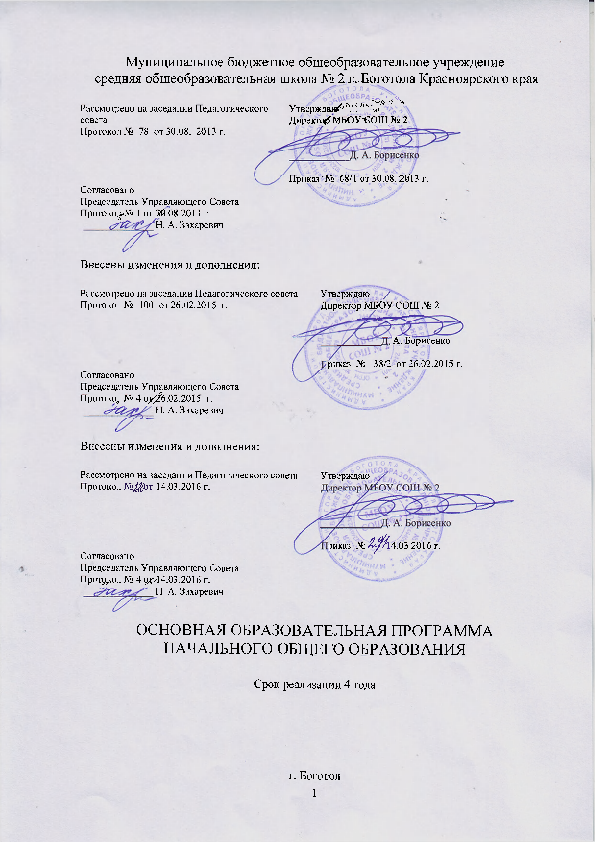 Муниципальное бюджетное общеобразовательное учреждение
средняя общеобразовательная школа № 2 г. Боготола Красноярского края
Рассмотрено на заседании Педагогического
совета
Протокол № 78 от 30.08. 2013 г.
Утверждаю
Директор МБОУ СОШ № 2
Д. А. Борисенко
Приказ № 68/1 от 30.08. 2013 г.
Согласовано
Председатель Управляющего Совета
Протокол № 1 от 30.08 2013 г
Н. А. Захаревич
Внесены изменения и дополнения:
Рассмотрено на заседании Педагогического совета
Протокол № 100 от 26.02.2015 г.
Утверждаю
Директор МБОУ СОШ № 2
Д. А. Борисенко
Приказ № 38/2 от 26.02.2015 г.
Согласовано
Председатель Управляющего Совета
Протокол № 4 от 26.02.2015 г.
Н. А. Захаревич
Внесены изменения и дополнения:
Рассмотрено на заседании Педагогического совета
Протокол № от 14.03.2016 г.
Утверждаю
Директор МБОУ СОШ № 2
Д. А. Борисенко
Приказ № 14.03 2016 г.
Согласовано
Председатель Управляющего Совета
Протокол № 4 от 14.03.2016 г.
Н. А. Захаревич
ОСНОВНАЯ ОБРАЗОВАТЕЛЬНАЯ ПРОГРАММА
НАЧАЛЬНОГО ОБЩЕГО ОБРАЗОВАНИЯ
Срок реализации 4 года
г. Боготол
1